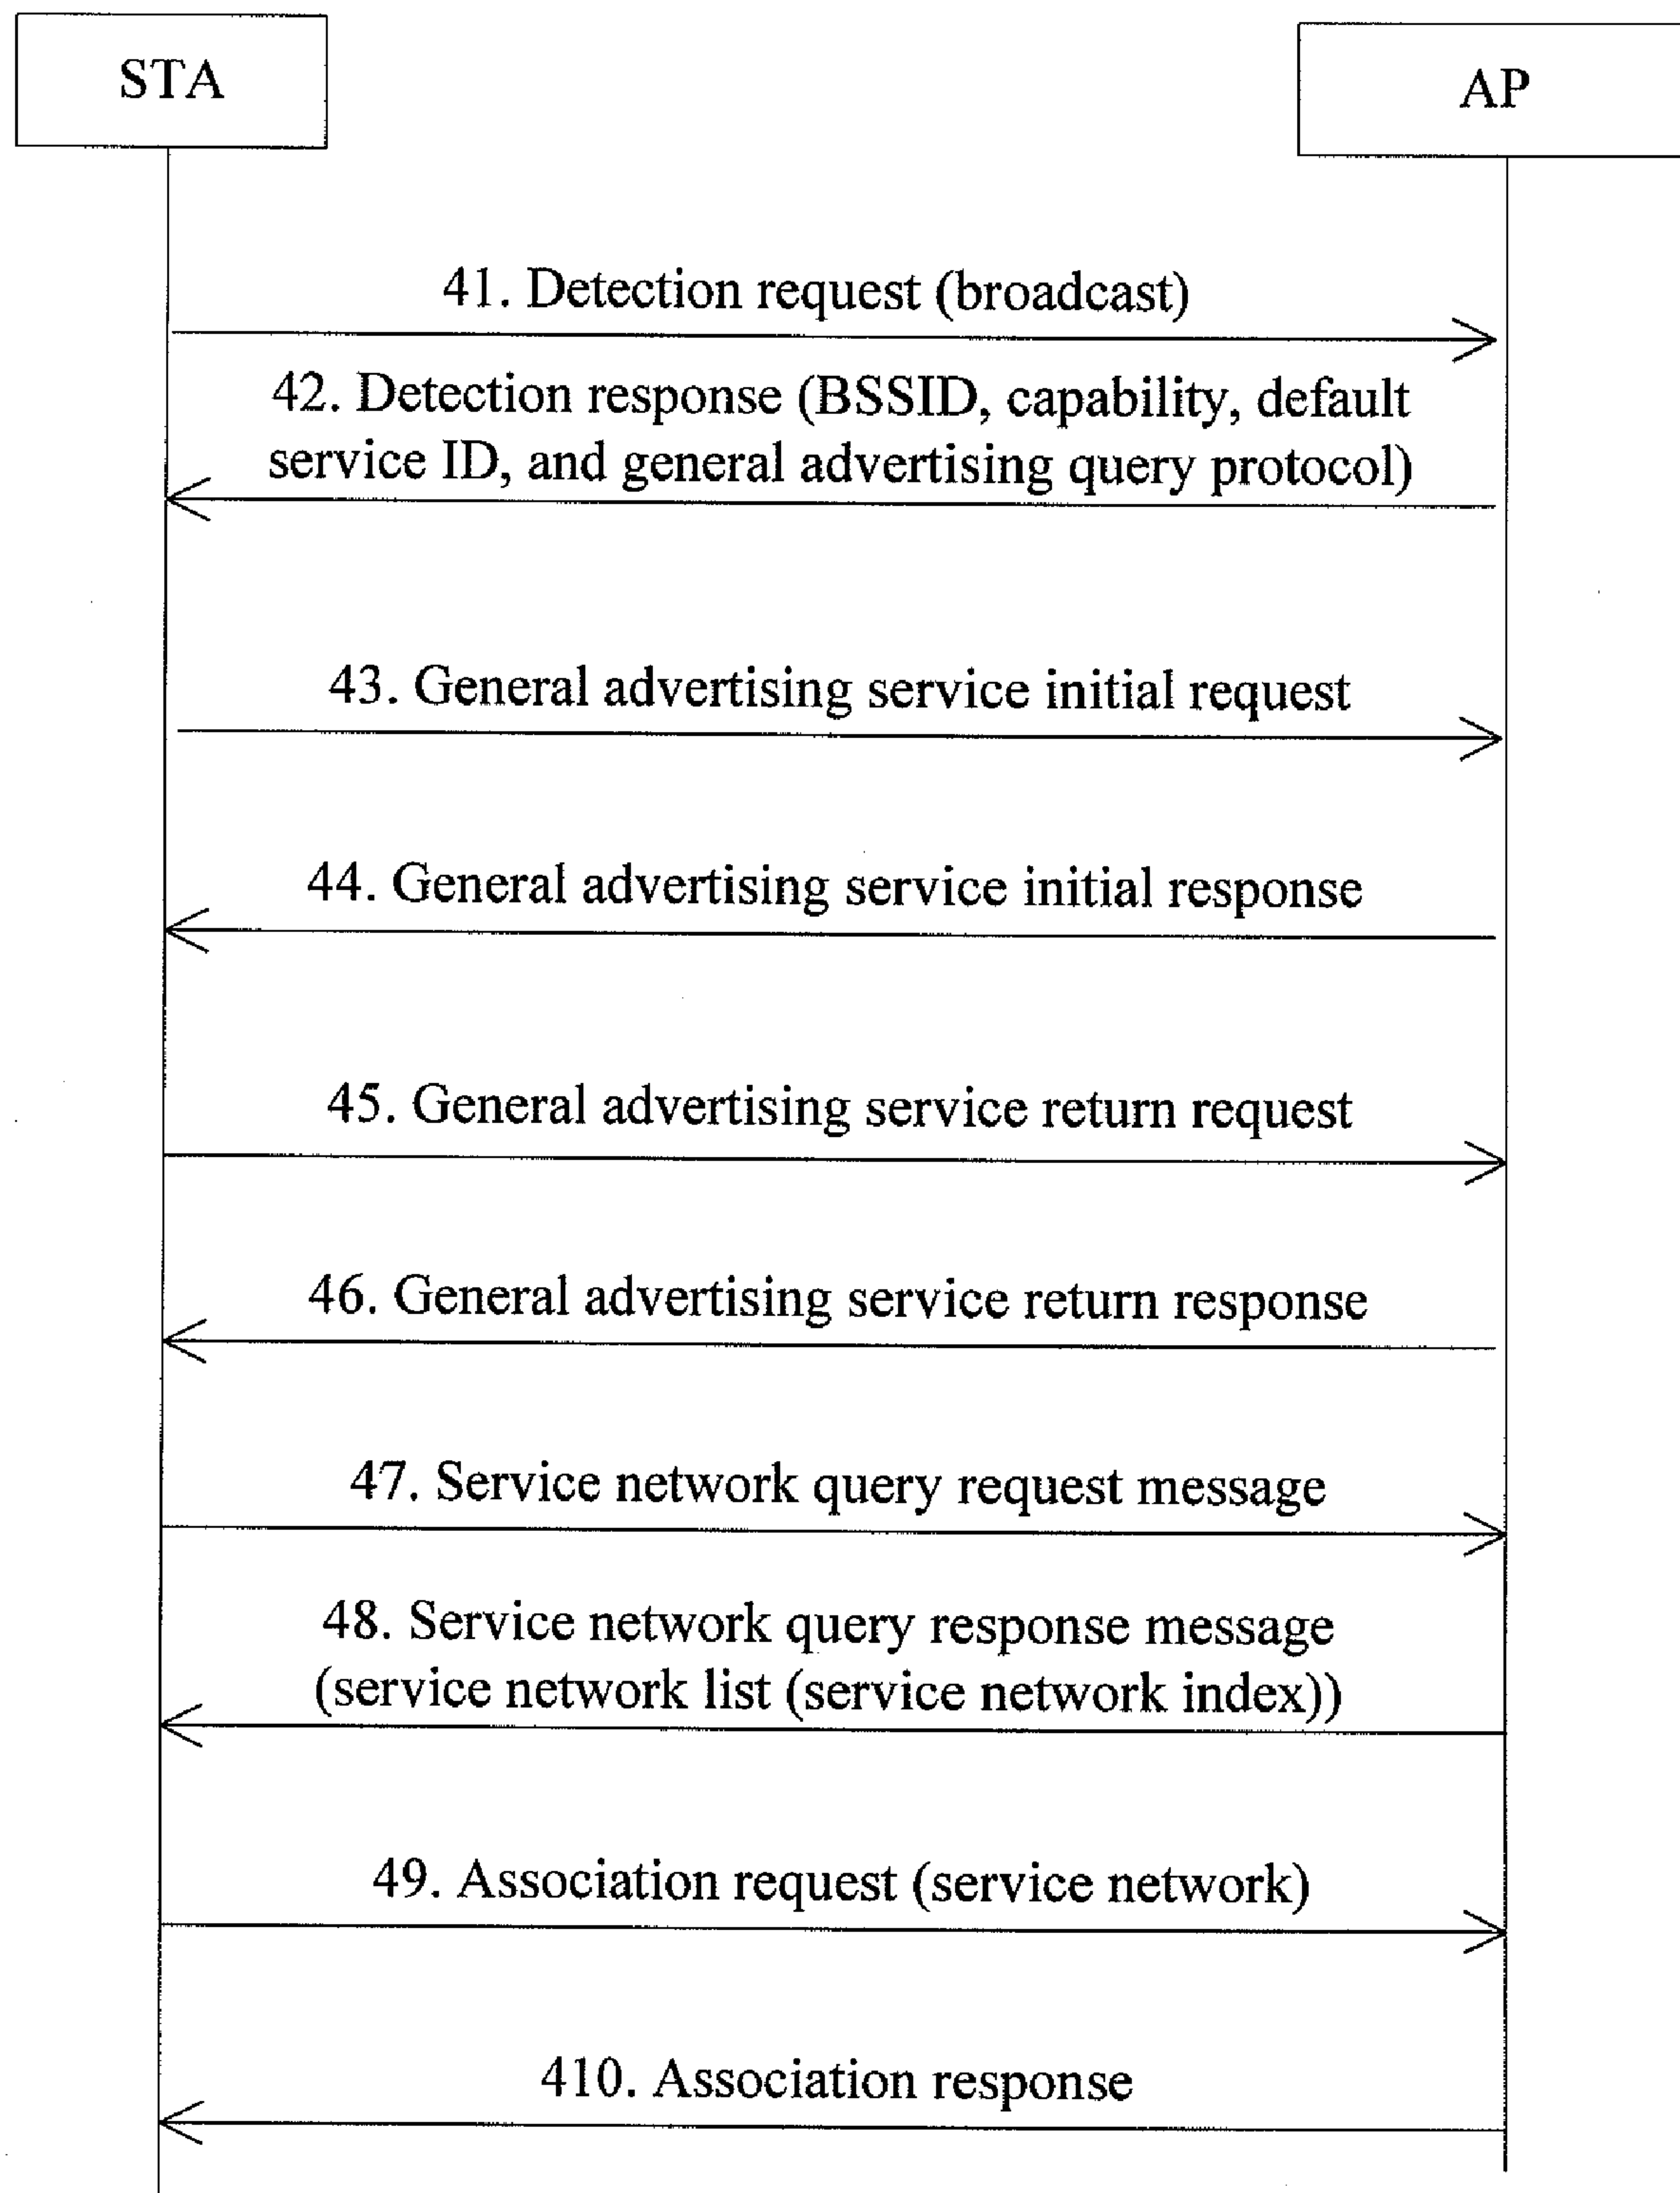 STA
AP
41. Detection request (broadcast)
42. Detection response (BSSID, capability, default
service ID, and general advertising query protocol)
43. General advertising service initial request
44. General advertising service initial response
45. General advertising service return request
46. General advertising service return response
47. Service network query request message
48. Service network query response message
(service network list (service network index))
49. Association request (service network)
410. Association response